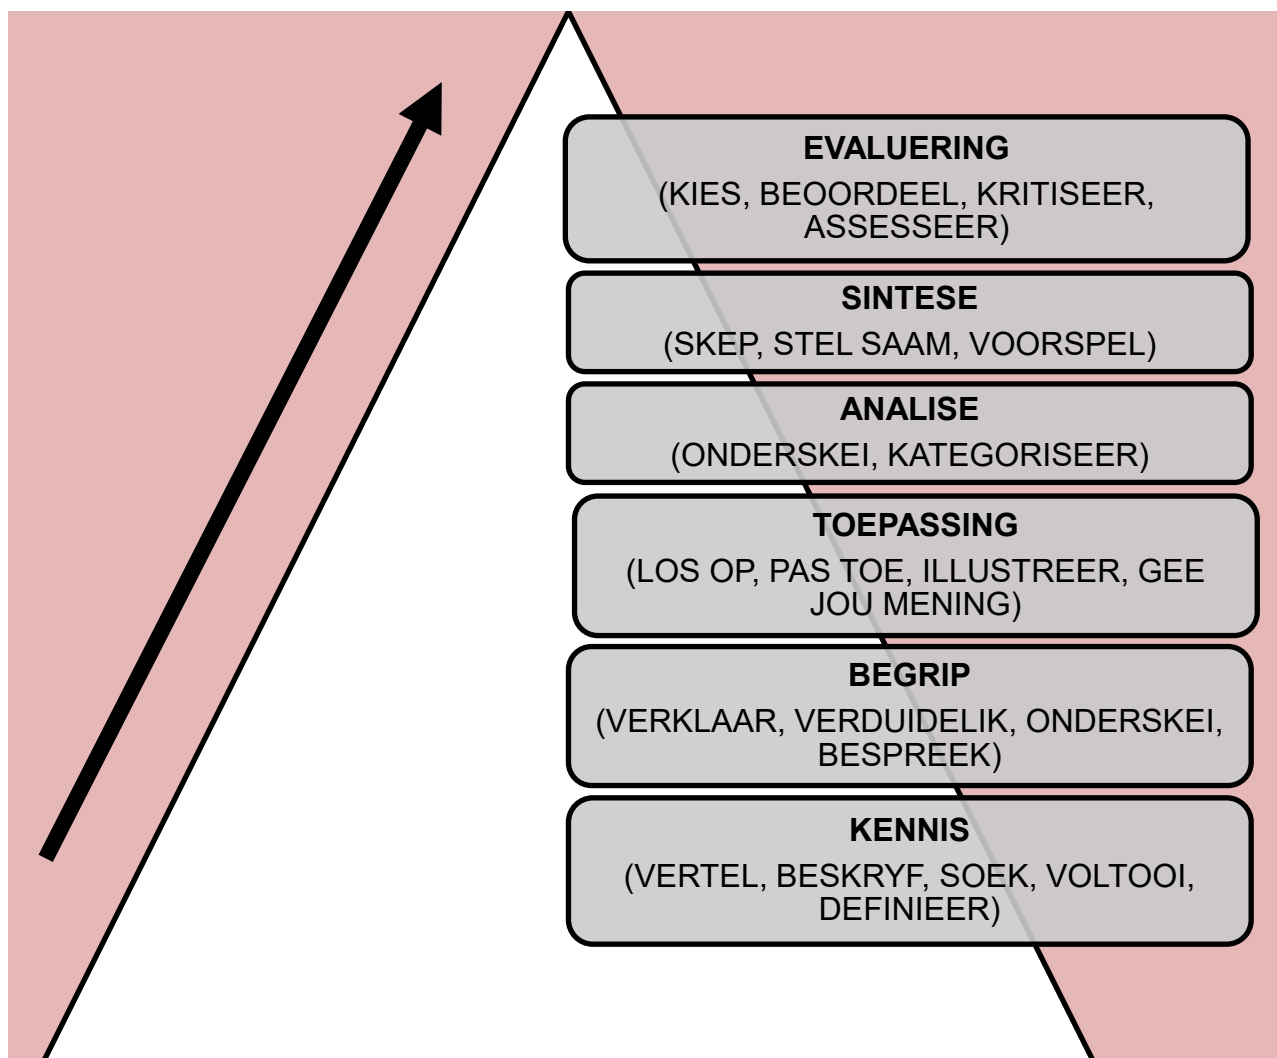 EVALUERING
(KIES, BEOORDEEL, KRITISEER,
ASSESSEER)
SINTESE
(SKEP, STEL SAAM, VOORSPEL)
ANALISE
(ONDERSKEI, KATEGORISEER)
TOEPASSING
(LOS OP, PAS TOE, ILLUSTREER, GEE
JOU MENING)
BEGRIP
(VERKLAAR, VERDUIDELIK, ONDERSKEI,
BESPREEK)
KENNIS
(VERTEL, BESKRYF, SOEK, VOLTOOI,
DEFINIEER)